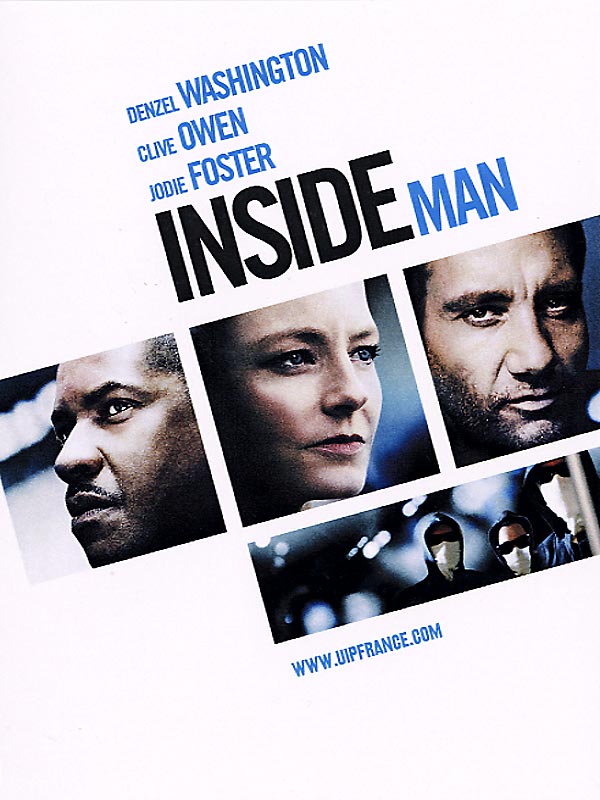 DENZEL WASHINGTON
CLIVE OWEN
JODIE FOSTER
INSIDE MAN
WWW.UIPFRANCE.COM